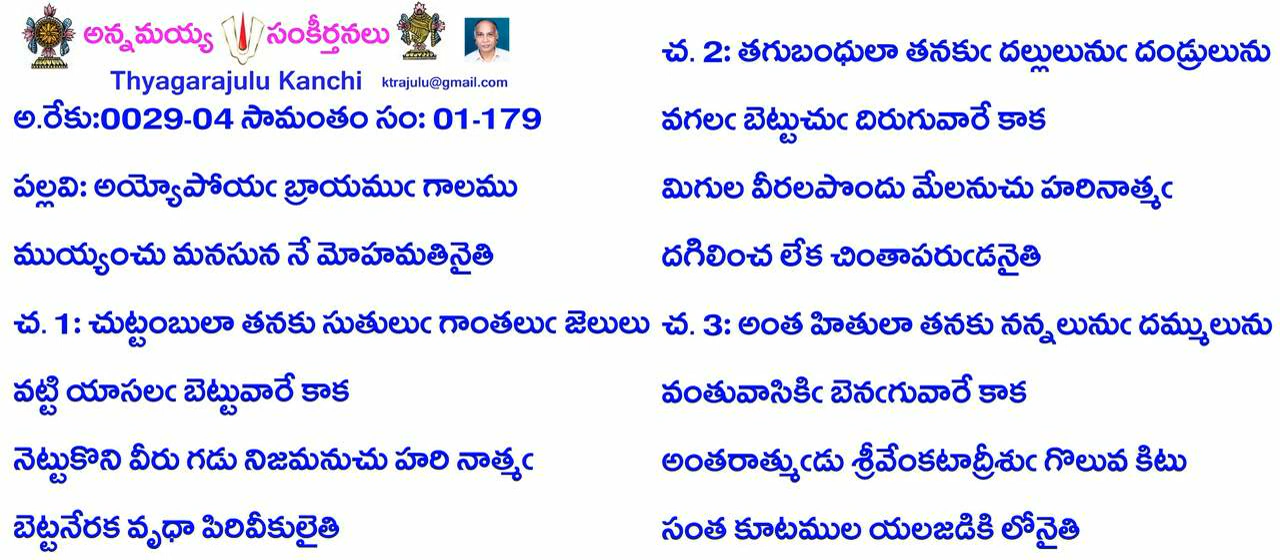 అన్నమయ్య సంకీర్తనలు
Thyagarajulu Kanchi ktrajulu@gmail.com
అ.రేకు:0029-04 సామంతం సం: 01-179
పల్లవి: అయ్యోపోయఁ బ్రాయముఁ గాలము
ముయ్యంచు మనసున నే మోహమతినైతి
చ. 1: చుట్టంబులా తనకు సుతులుఁ గాంతలుఁ జెలులు
వట్టి యాసలఁ బెట్టువారే కాక
నెట్టుకొని వీరు గడు నిజమనుచు హరి నాత్మఁ
బెట్టనేరక వృధా పిరివీకులైతి
చ. 2: తగుబంధులా తనకుఁ దల్లులునుఁ దండ్రులును
వగలఁ బెట్టుచుఁ దిరుగువారే కాక
మిగుల వీరలపొందు మేలనుచు హరినాత్మఁ
దగిలించ లేక చింతాపరుఁడనైతి
చ. 3: అంత హితులా తనకు నన్నలునుఁ దమ్ములును
వంతువాసికిఁ బెనఁగువారే కాక
అంతరాత్ముఁడు శ్రీవేంకటాద్రీశుఁ గొలువ కిటు
సంత కూటముల యలజడికి లోనైతి